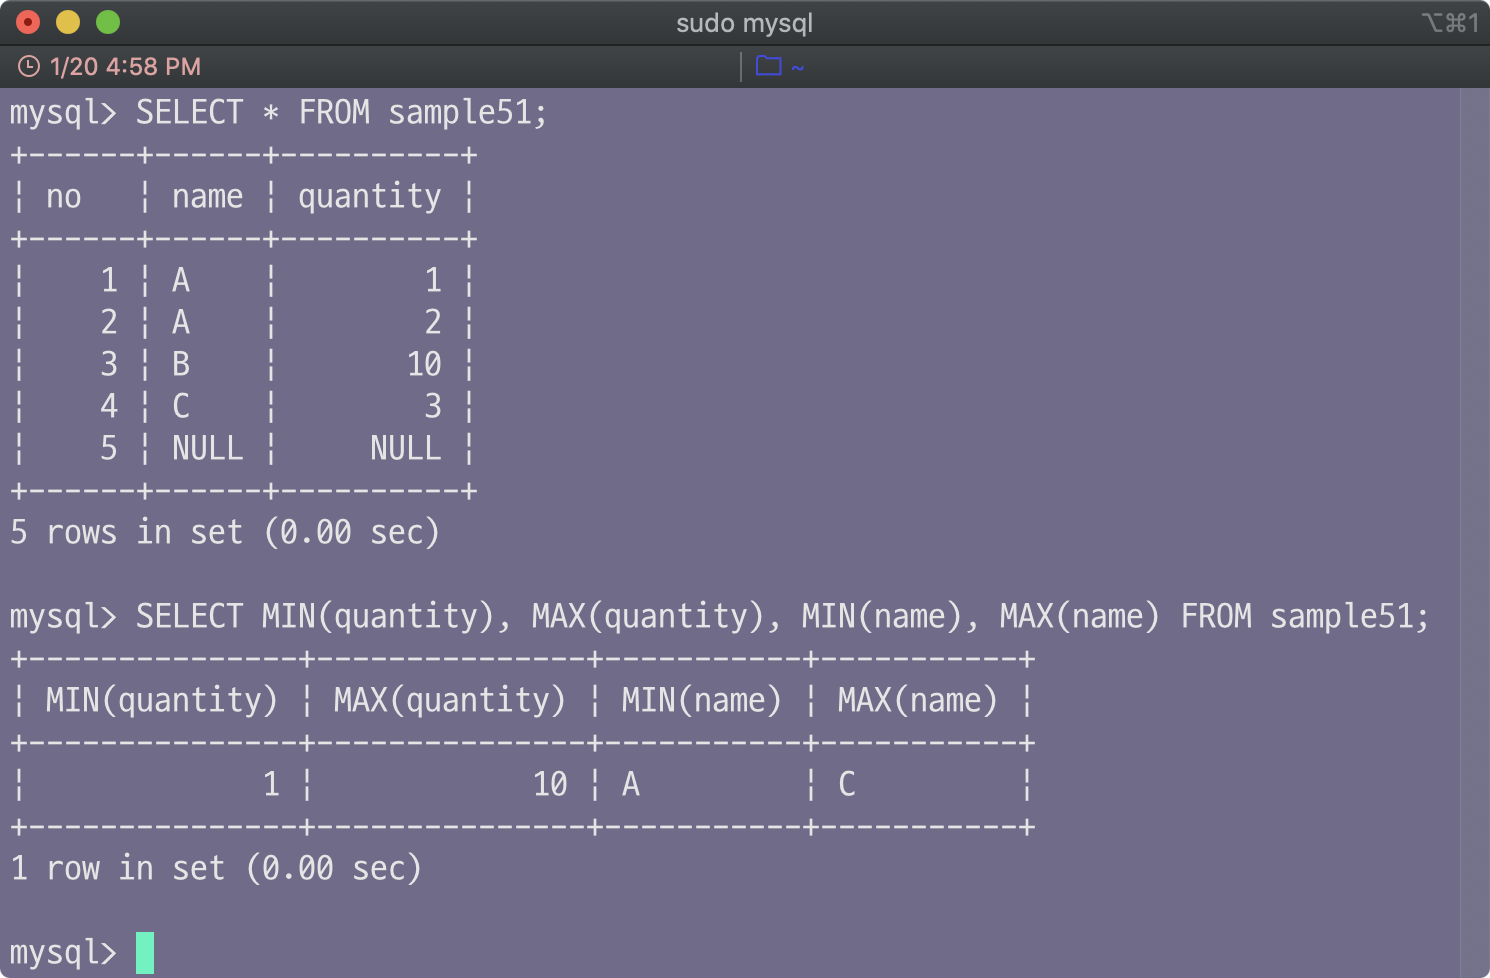 sudo mysql ⌥⌘1
1/20 4:58 PM ~
mysql> SELECT * FROM sample51;
+------+------+----------+
| no   | name | quantity |
+------+------+----------+
|    1 | A    |        1 |
|    2 | A    |        2 |
|    3 | B    |       10 |
|    4 | C    |        3 |
|    5 | NULL |     NULL |
+------+------+----------+
5 rows in set (0.00 sec)

mysql> SELECT MIN(quantity), MAX(quantity), MIN(name), MAX(name) FROM sample51;
+---------------+---------------+-----------+-----------+
| MIN(quantity) | MAX(quantity) | MIN(name) | MAX(name) |
+---------------+---------------+-----------+-----------+
|             1 |            10 | A         | C         |
+---------------+---------------+-----------+-----------+
1 row in set (0.00 sec)

mysql>